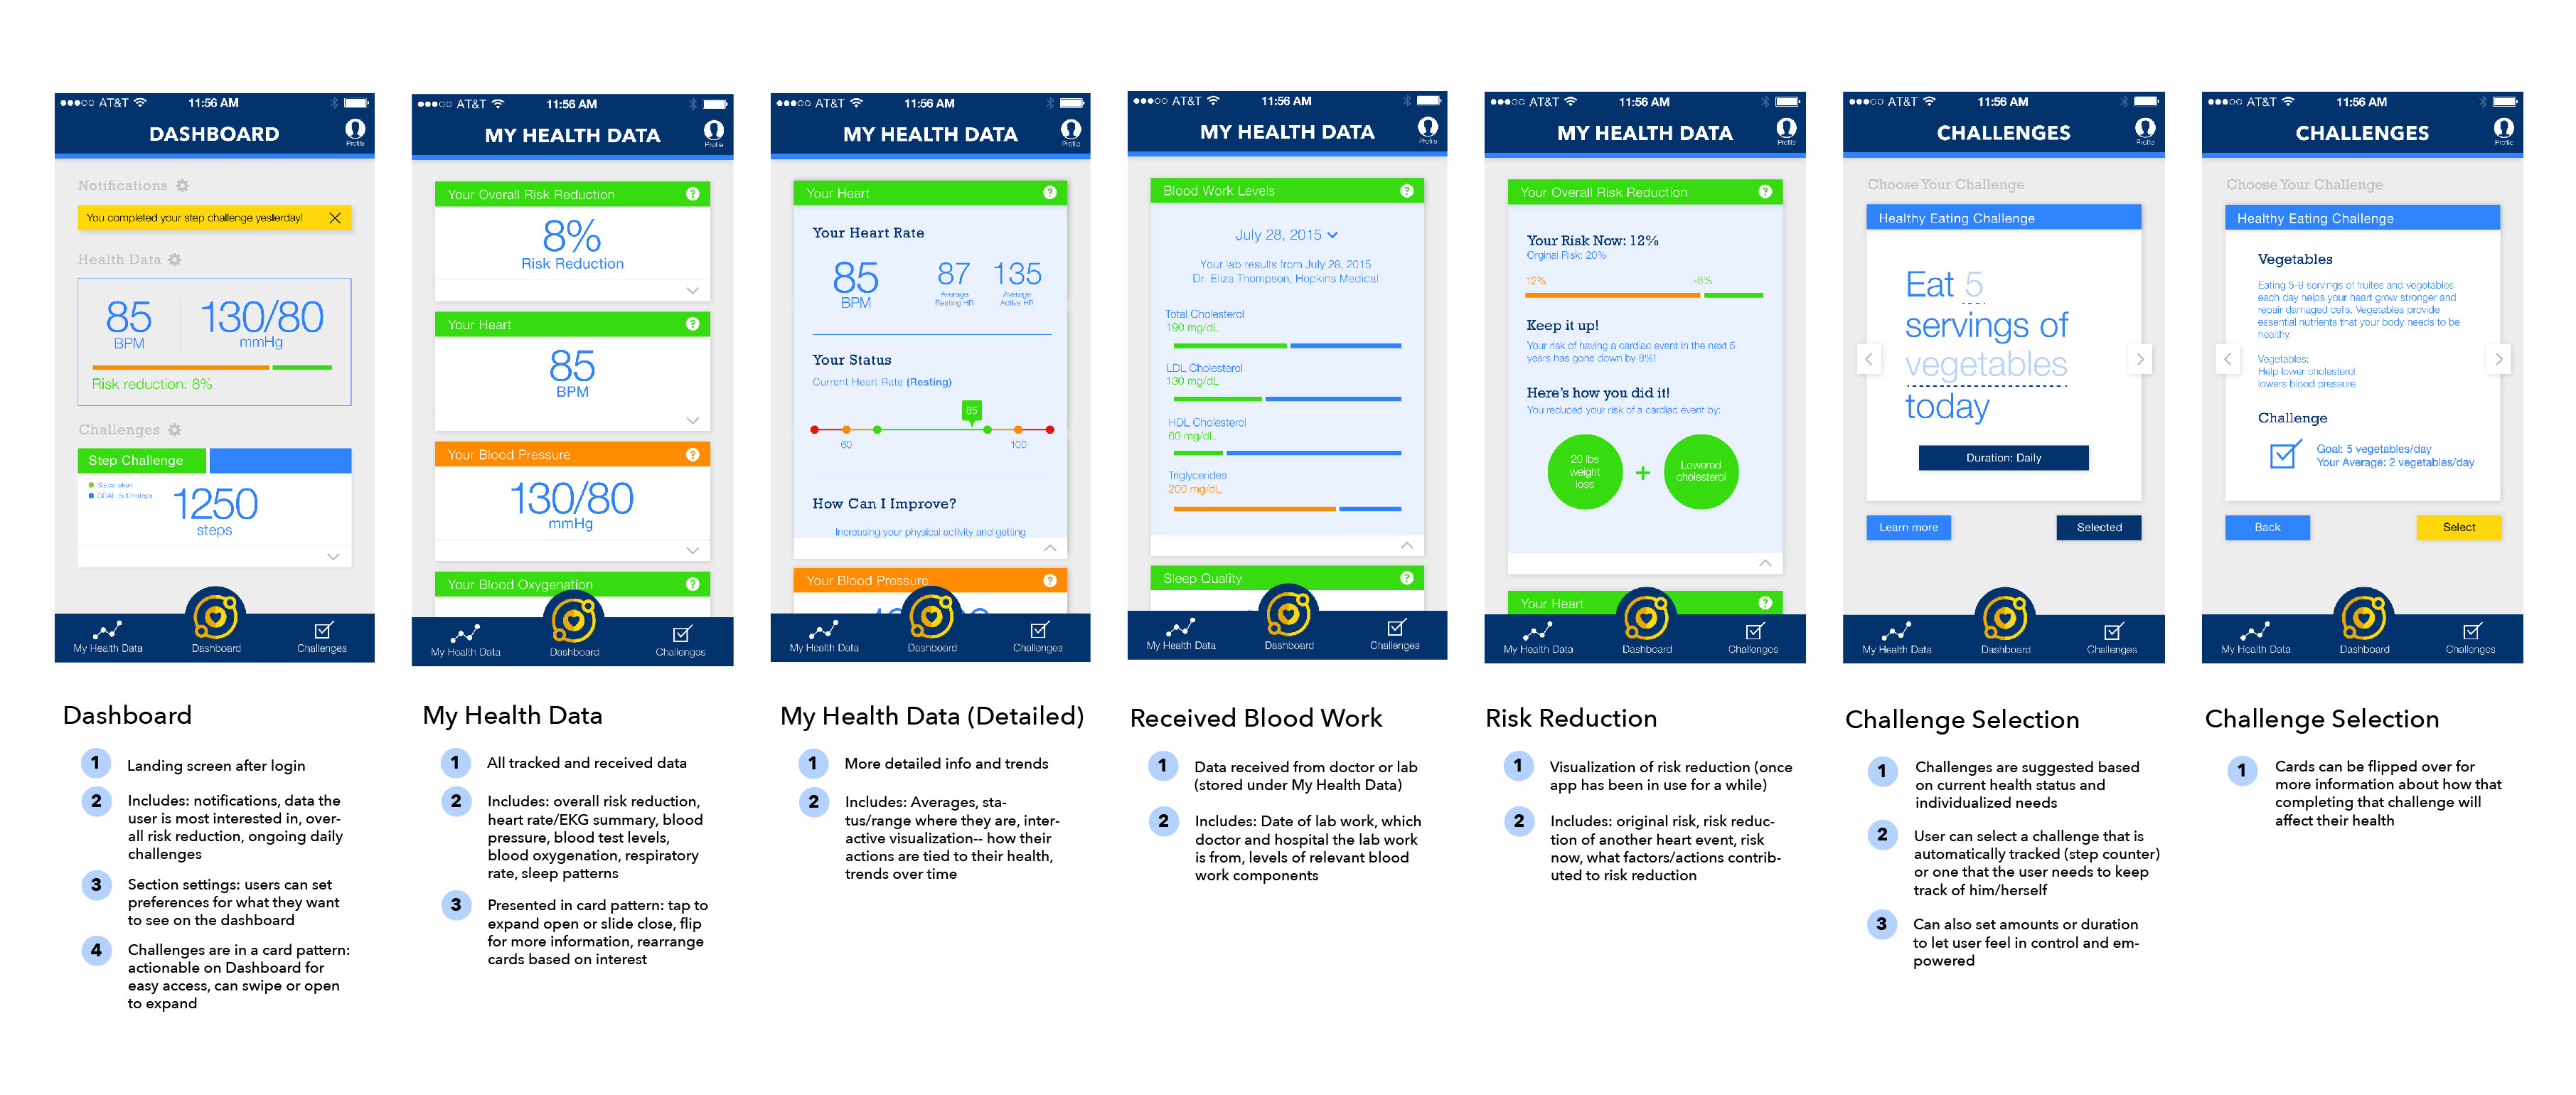 AT&T 11:56 AM
DASHBOARD
Profile
Notifications
You completed your step challenge yesterday!
Health Data
85
BPM
130/80
mmHg
Risk reduction: 8%
Challenges
Step Challenge
Steps taken
GOAL: 5000 steps
1250
steps
My Health Data Dashboard Challenges
AT&T 11:56 AM
MY HEALTH DATA
Profile
Your Overall Risk Reduction ?
8%
Risk Reduction
Your Heart ?
85
BPM
Your Blood Pressure ?
130/80
mmHg
Your Blood Oxygenation ?
My Health Data Dashboard Challenges
AT&T 11:56 AM
MY HEALTH DATA
Profile
Your Heart ?
Your Heart Rate
85
BPM
87
Average
Resting HR
135
Average
Active HR
Your Status
Current Heart Rate (Resting)
85
60 100
How Can I Improve?
Increasing your physical activity and getting
Your Blood Pressure ?
My Health Data Dashboard Challenges
AT&T 11:56 AM
MY HEALTH DATA
Profile
Blood Work Levels ?
July 28, 2015
Your lab results from July 28, 2015
Dr. Eliza Thompson, Hopkins Medical
Total Cholesterol
190 mg/dL
LDL Cholesterol
130 mg/dL
HDL Cholesterol
60 mg/dL
Triglycerides
200 mg/dL
Sleep Quality ?
My Health Data Dashboard Challenges
AT&T 11:56 AM
MY HEALTH DATA
Profile
Your Overall Risk Reduction ?
Your Risk Now: 12%
Orginal Risk: 20%
12% -8%
Keep it up!
Your risk of having a cardiac event in the next 5
years has gone down by 8%!
Here's how you did it!
You reduced your risk of a cardiac event by:
20 lbs
weight
loss
+
Lowered
cholesterol
Your Heart ?
My Health Data Dashboard Challenges
AT&T 11:56 AM
CHALLENGES
Profile
Choose Your Challenge
Healthy Eating Challenge
Eat 5
servings of
vegetables
today
Duration: Daily
Learn more Selected
My Health Data Dashboard Challenges
AT&T 11:56 AM
CHALLENGES
Profile
Choose Your Challenge
Healthy Eating Challenge
Vegetables
Eating 5-9 servings of fruites and vegetables
each day helps your heart grow stronger and
repair damaged cells. Vegetables provide
essential nutrients that your body needs to be
healthy.
Vegetables:
Help lower cholesterol
lowers blood pressure
Challenge
Goal: 5 vegetables/day
Your Average: 2 vegetables/day
Back Select
My Health Data Dashboard Challenges
Dashboard
1 Landing screen after login
2 Includes: notifications, data the
user is most interested in, over-
all risk reduction, ongoing daily
challenges
3 Section settings: users can set
preferences for what they want
to see on the dashboard
4 Challenges are in a card pattern:
actionable on Dashboard for
easy access, can swipe or open
to expand
My Health Data
1 All tracked and received data
2 Includes: overall risk reduction,
heart rate/EKG summary, blood
pressure, blood test levels,
blood oxygenation, respiratory
rate, sleep patterns
3 Presented in card pattern: tap to
expand open or slide close, flip
for more information, rearrange
cards based on interest
My Health Data (Detailed)
1 More detailed info and trends
2 Includes: Averages, sta-
tus/range where they are, inter-
active visualization-- how their
actions are tied to their health,
trends over time
Received Blood Work
1 Data received from doctor or lab
(stored under My Health Data)
2 Includes: Date of lab work, which
doctor and hospital the lab work
is from, levels of relevant blood
work components
Risk Reduction
1 Visualization of risk reduction (once
app has been in use for a while)
2 Includes: original risk, risk reduc-
tion of another heart event, risk
now, what factors/actions contrib-
uted to risk reduction
Challenge Selection
1 Challenges are suggested based
on current health status and
individualized needs
2 User can select a challenge that is
automatically tracked (step counter)
or one that the user needs to keep
track of him/herself
3 Can also set amounts or duration
to let user feel in control and em-
powered
Challenge Selection
1 Cards can be flipped over for
more information about how that
completing that challenge will
affect their health